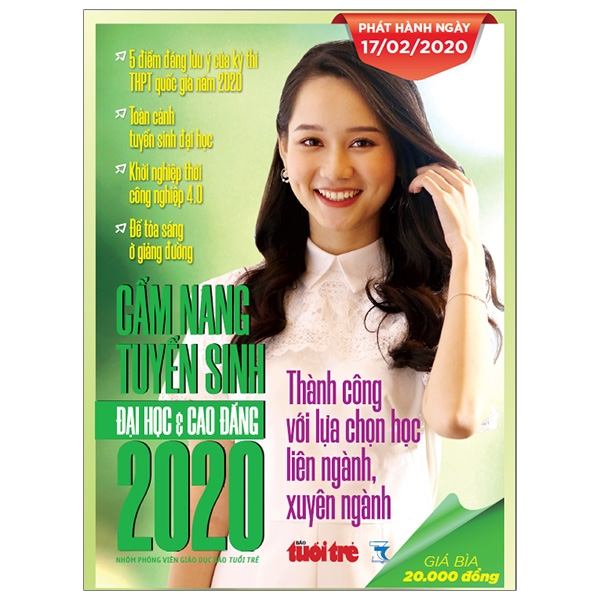 PHÁT HÀNH NGÀY
17/02/2020
5 điểm đáng lưu ý của kỳ thi
THPT quốc gia năm 2020
Toàn cảnh
tuyển sinh đại học
Khởi nghiệp thời
công nghiệp 4.0
Để tỏa sáng
ở giảng đường
CẨM NANG
TUYỂN SINH
ĐẠI HỌC & CAO ĐẲNG
2020
NHÓM PHÓNG VIÊN GIÁO DỤC BÁO TUỔI TRẺ
Thành công
với lựa chọn học
liên ngành,
xuyên ngành
BÁO
tuổi trẻ
GIÁ BÌA
20.000 đồng